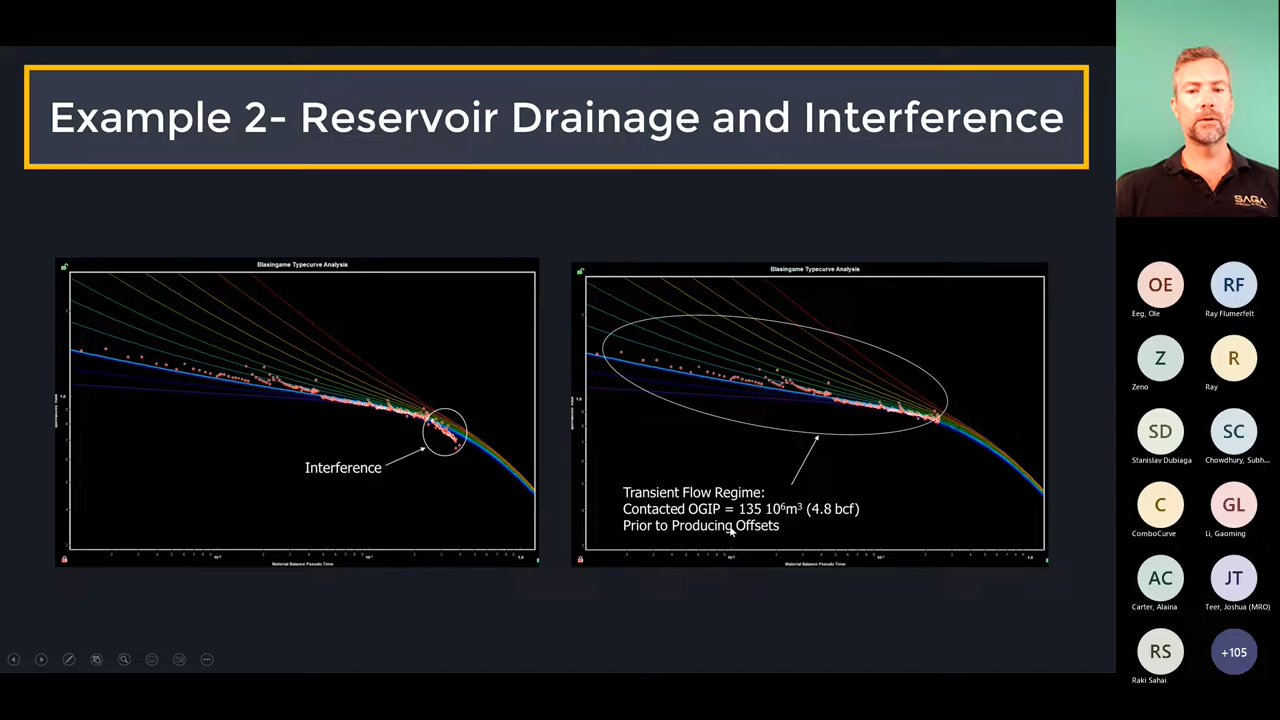 Example 2- Reservoir Drainage and Interference
SAGA
Blasingame Typecurve Analysis
Interference
Material Balance Pseudo Time
Blasingame Typecurve Analysis
Transient Flow Regime:
Contacted OGIP = 135 10⁶m³ (4.8 bcf)
Prior to Producing Offsets
Material Balance Pseudo Time
OE
Eeg, Ole
RF
Ray Flumerfelt
Z
Zeno
R
Ray
SD
Stanislav Dubiaga
SC
Chowdhury, Subh...
C
ComboCurve
GL
Li, Gaoming
AC
Carter, Alaina
JT
Teer, Joshua (MRO)
RS
Raki Sahai
+105